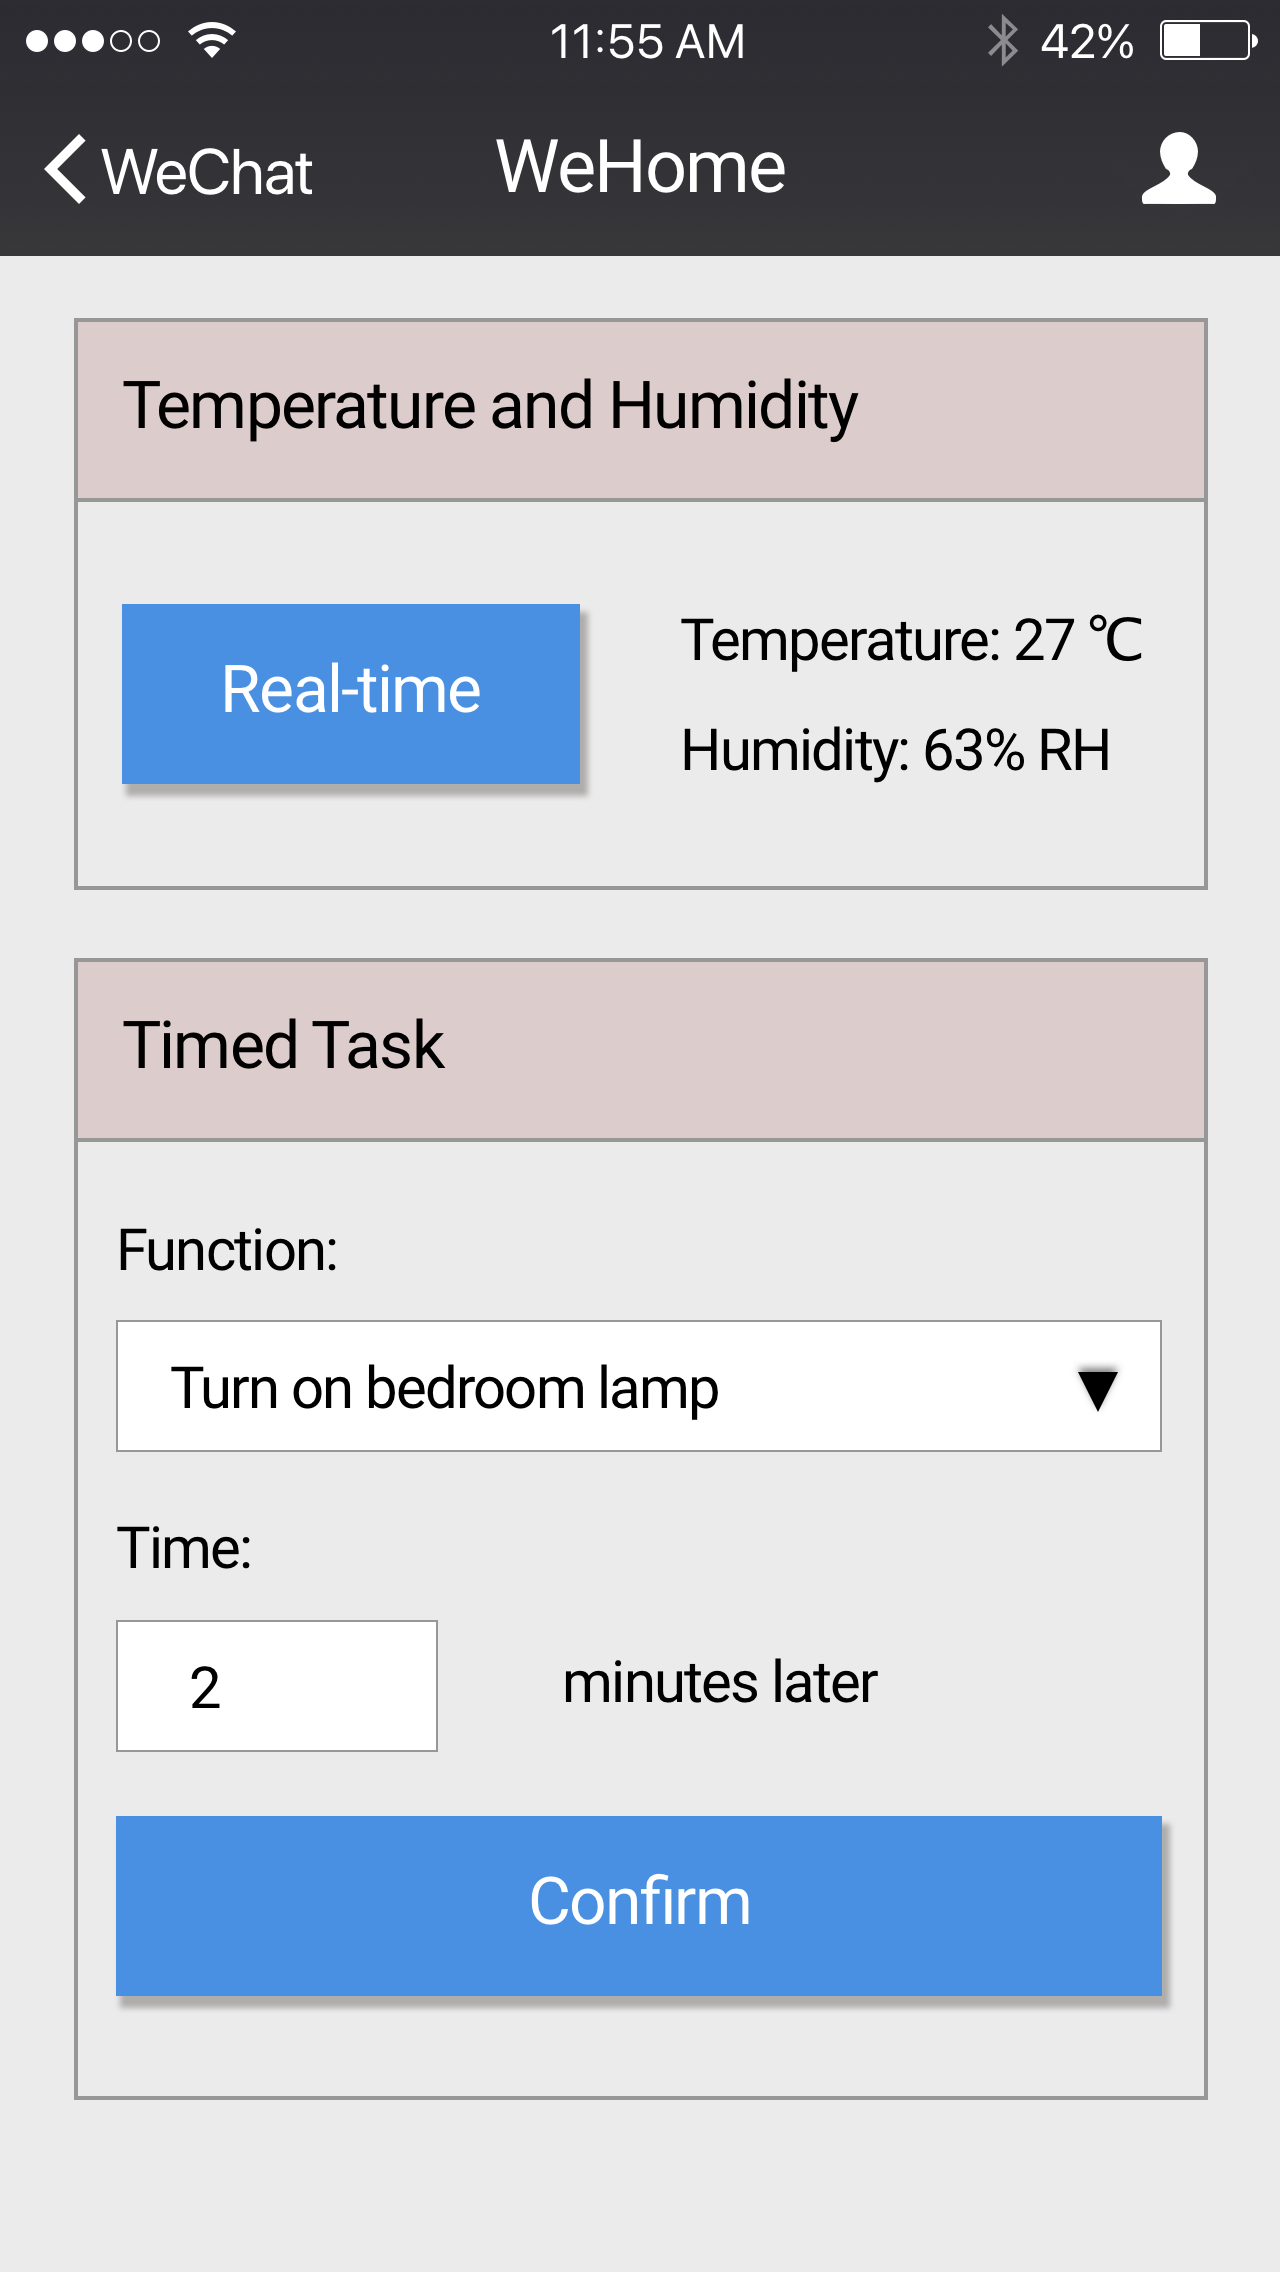 11:55 AM
42%
WeChat
WeHome
Temperature and Humidity
Real-time
Temperature: 27 ℃
Humidity: 63% RH
Timed Task
Function:
Turn on bedroom lamp
Time:
2
minutes later
Confirm